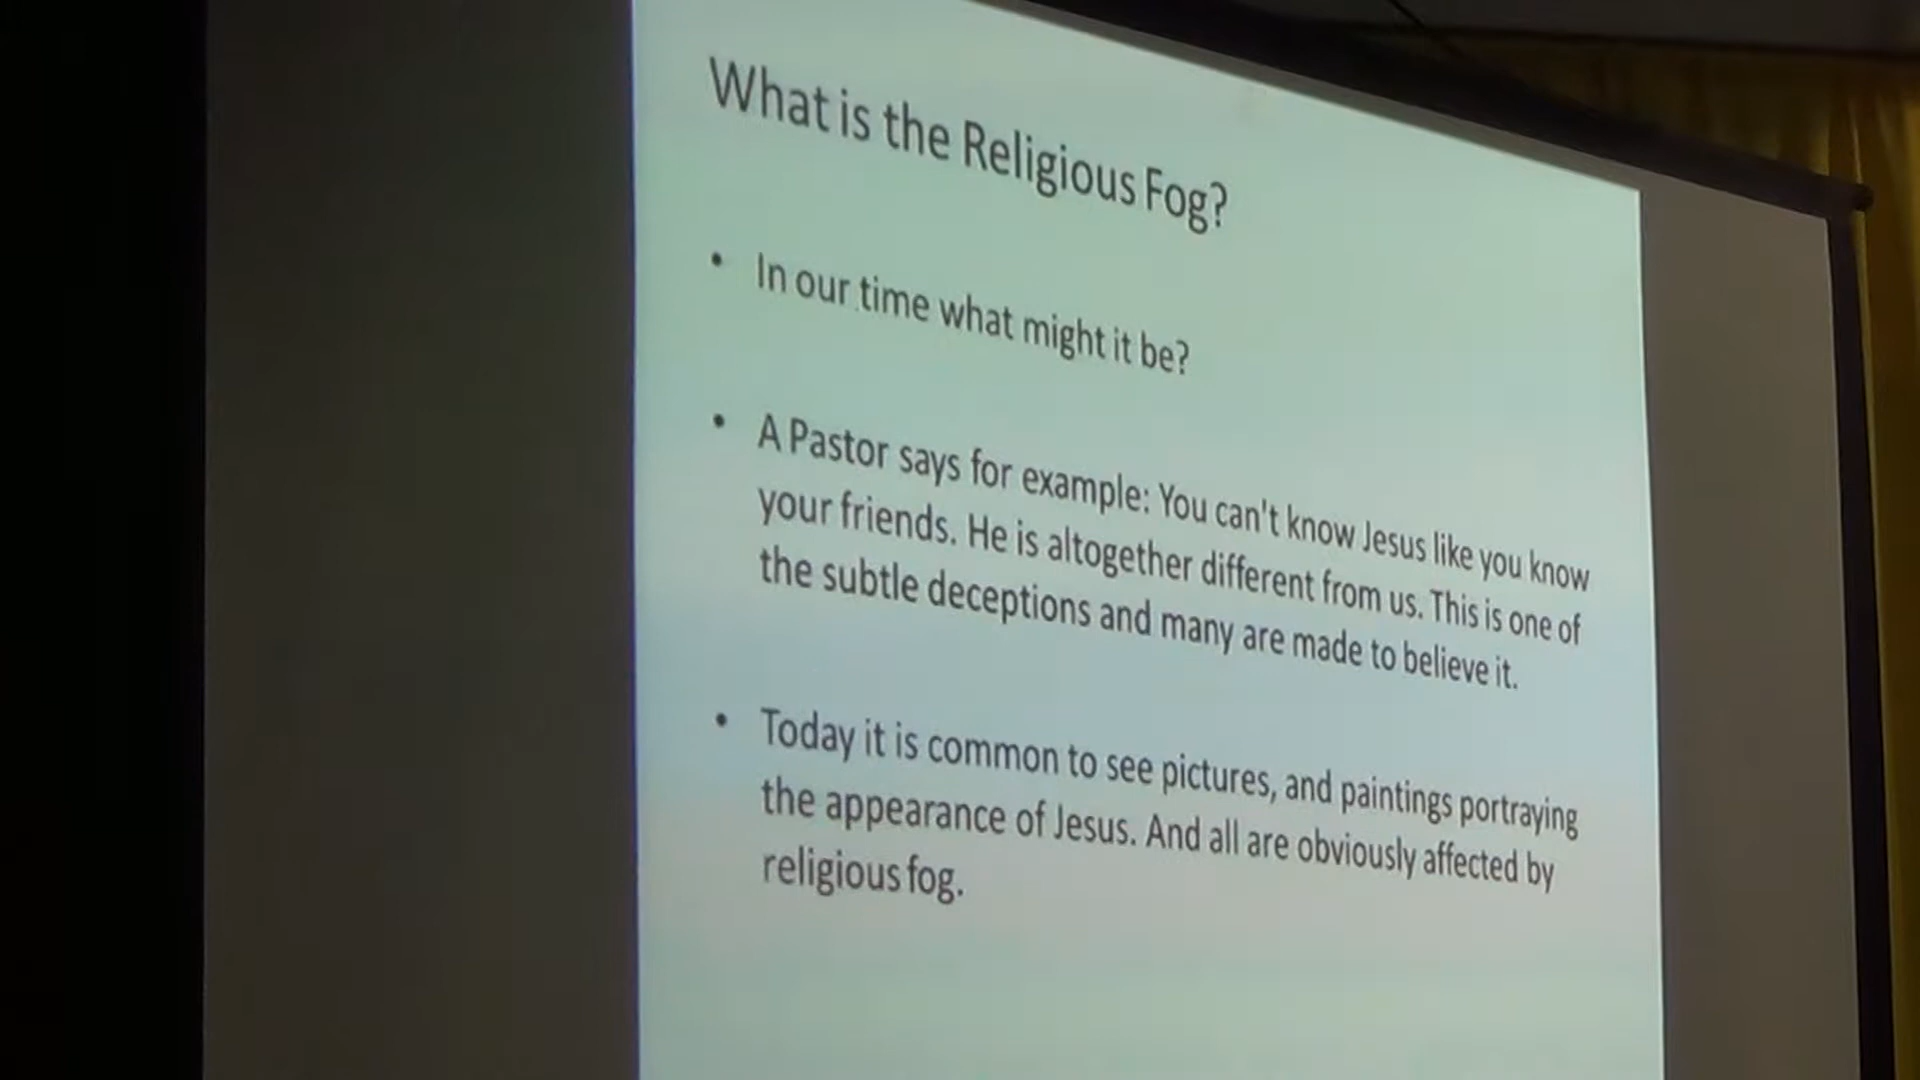 What is the Religious Fog?
• In our time what might it be?
• A Pastor says for example: You can't know Jesus like you know
your friends. He is altogether different from us. This is one of
the subtle deceptions and many are made to believe it.
• Today it is common to see pictures, and paintings portraying
the appearance of Jesus. And all are obviously affected by
religious fog.